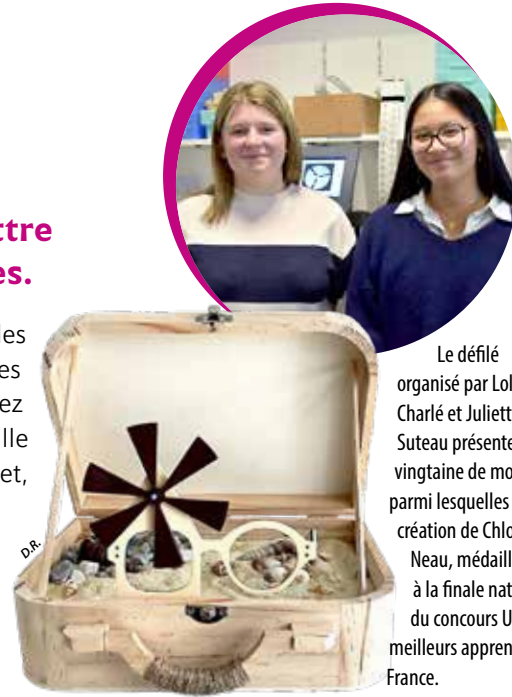 ttre
es.
les
es
ez
lle
et,
D.R.
Le défilé
organisé par Lol
Charlé et Juliett
Suteau présente
vingtaine de mo
parmi lesquelles
création de Chlo
Neau, médaill
à la finale nat
du concours U
meilleurs appren
France.